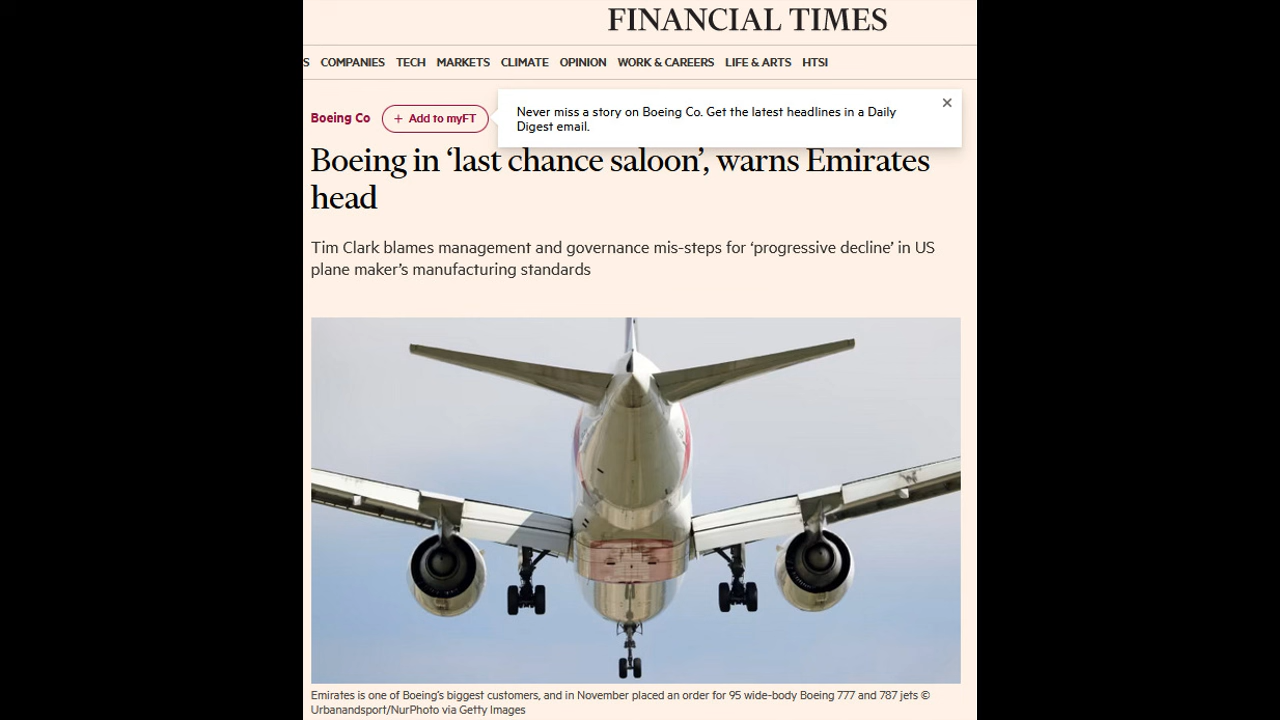 FINANCIAL TIMES
S COMPANIES TECH MARKETS CLIMATE OPINION WORK & CAREERS LIFE & ARTS HTSI
Boeing Co + Add to myFT
Never miss a story on Boeing Co. Get the latest headlines in a Daily
Digest email.
×
Boeing in ‘last chance saloon’, warns Emirates
head
Tim Clark blames management and governance mis-steps for ‘progressive decline’ in US
plane maker’s manufacturing standards
Emirates is one of Boeing’s biggest customers, and in November placed an order for 95 wide-body Boeing 777 and 787 jets ©
Urbanandsport/NurPhoto via Getty Images